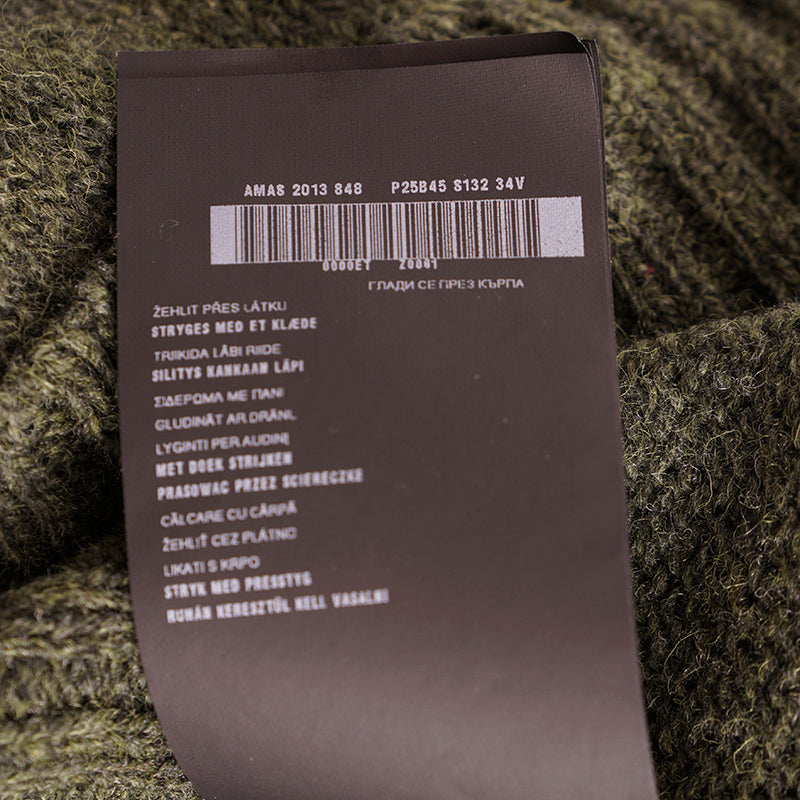 AMAS 2013 848 P25B45 S132 34V
0000EY Z0081
ГЛАДИ СЕ ПРЕЗ КЪРПА
ŽEHLIT PŘES LÁTKU
STRYGES MED ET KLÆDE
TRIIKIDA LÄBI RIIDE
SILITYS KANKAAN LÄPI
ΣΙΔΕΡΩΜΑ ΜΕ ΠΑΝΙ
GLUDINĀT AR DRĀNU
LYGINTI PER AUDINĮ
MET DOEK STRIJKEN
PRASOWAC PRZEZ SCIERECZKE
CĂLCARE CU CÂRPĂ
ŽEHLIŤ CEZ PLÁTNO
LIKATI S KRPO
STRYK MED PRESSTYG
RUHÁN KERESZTÜL KELL VASALNI